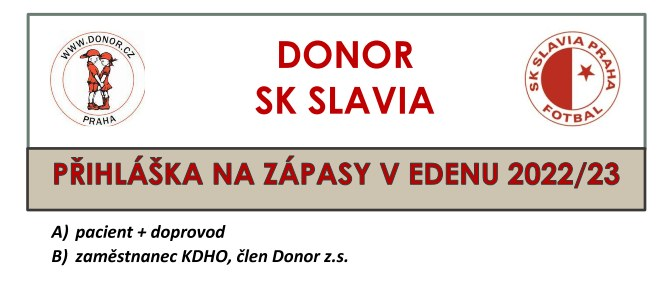 WWW.DONOR.CZ
PRAHA
DONOR
SK SLAVIA
SK SLAVIA PRAHA
FOTBAL
PŘIHLÁŠKA NA ZÁPASY V EDENU 2022/23
A) pacient + doprovod
B) zaměstnanec KDHO, člen Donor z.s.